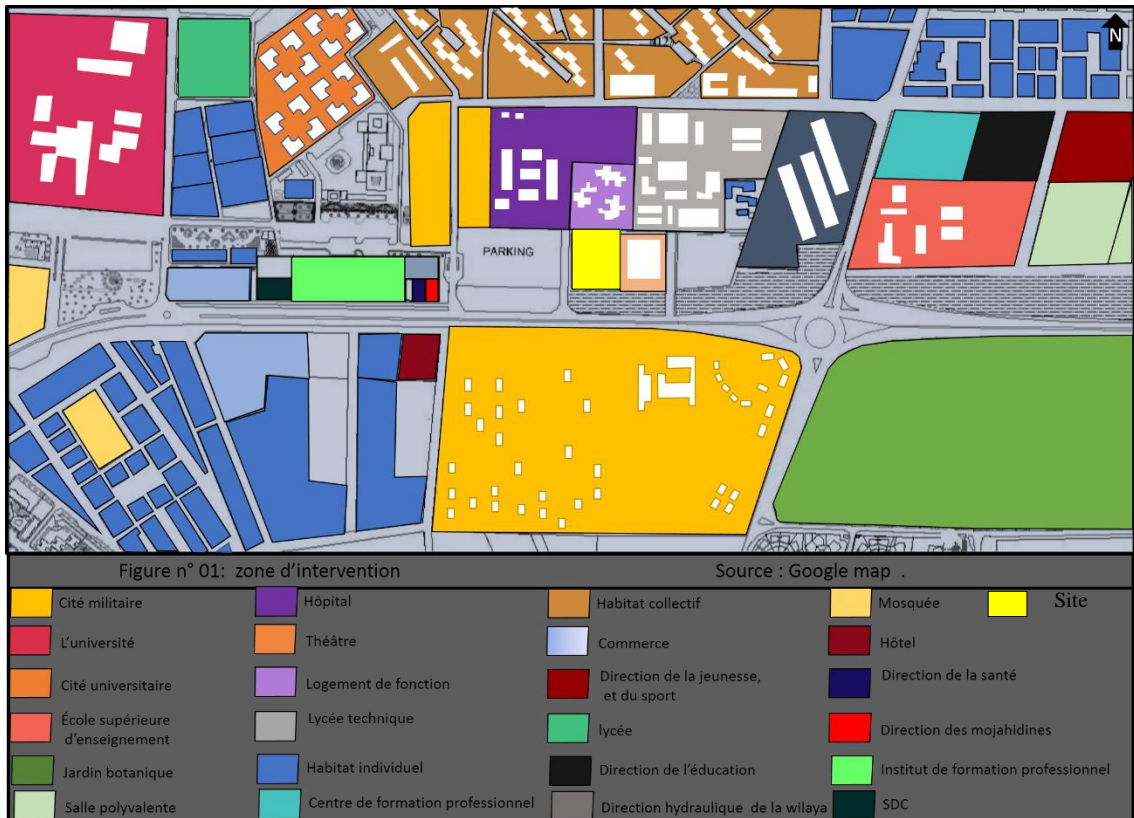 N
PARKING
S
Figure n° 01: zone d'intervention
Source : Google map .
Cité militaire
Hôpital
Habitat collectif
Mosquée
Site
L'université
Théâtre
Commerce
Hôtel
Cité universitaire
Logement de fonction
Direction de la jeunesse,
et du sport
Direction de la santé
École supérieure
d'enseignement
Lycée technique
lycée
Direction des mojahidines
Jardin botanique
Habitat individuel
Direction de l'éducation
Institut de formation professionnel
Salle polyvalente
Centre de formation professionnel
Direction hydraulique de la wilaya
SDC